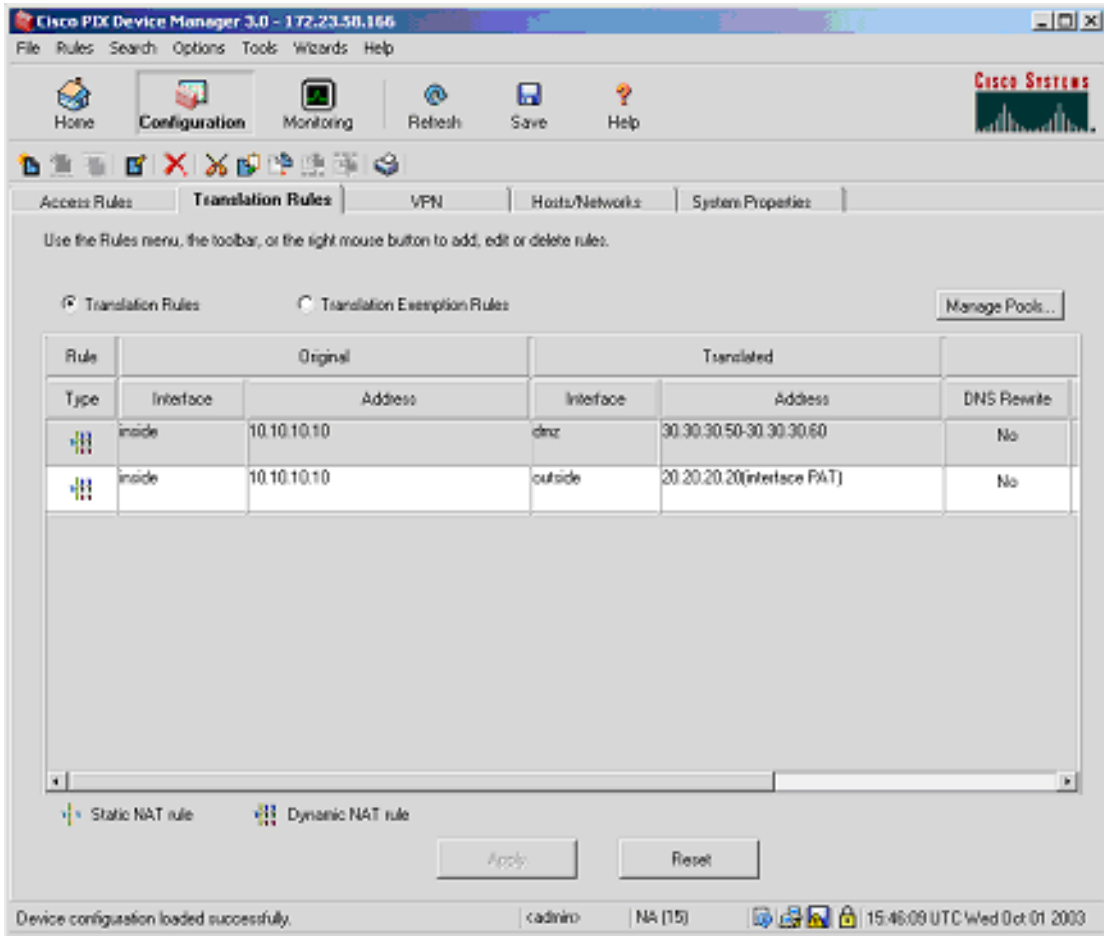 Cisco PIX Device Manager 3.0 - 172.23.58.166
File Rules Search Options Tools Wizards Help
CISCO SYSTEMS
Home Configuration Monitoring Refresh Save Help
Access Rules Translation Rules VPN Hosts/Networks System Properties
Use the Rules menu, the toolbar, or the right mouse button to add, edit or delete rules.
Translation Rules Translation Exemption Rules Manage Pools...
Rule Original Translated
Type Interface Address Interface Address DNS Rewrite
inside 10.10.10.10 dmz 30.30.30.50-30.30.30.60 No
inside 10.10.10.10 outside 20.20.20.20(interface PAT) No
Static NAT rule Dynamic NAT rule
Apply Reset
Device configuration loaded successfully. <admin> NA (15) 15:46:09 UTC Wed Oct 01 2003